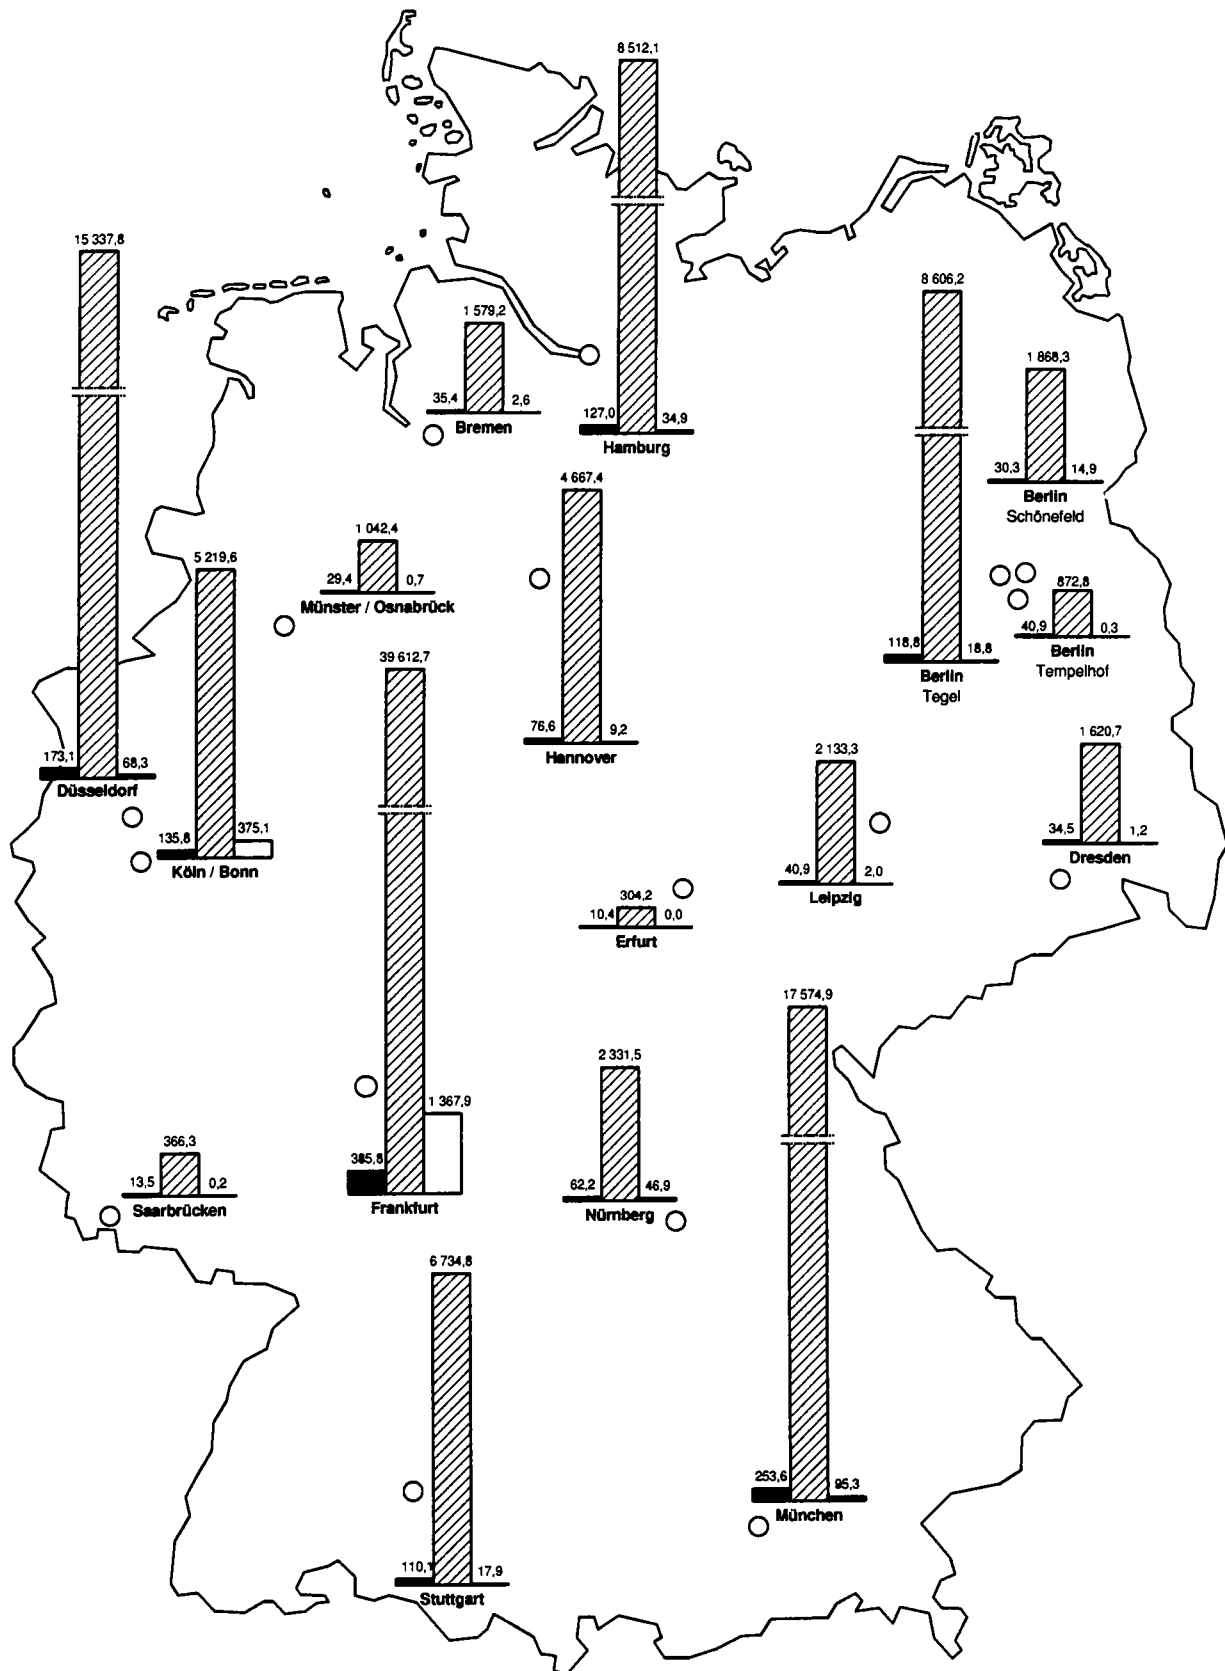 8 512,1
127,0
34,9
Hamburg
15 337,8
173,1
68,3
Düsseldorf
1 579,2
35,4
2,6
Bremen
8 606,2
118,8
18,8
Berlin
Tegel
1 868,3
30,3
14,9
Berlin
Schönefeld
4 667,4
76,6
9,2
Hannover
1 042,4
29,4
0,7
Münster / Osnabrück
5 219,6
135,8
375,1
Köln / Bonn
872,8
40,9
0,3
Berlin
Tempelhof
39 612,7
385,8
1 367,9
Frankfurt
2 133,3
40,9
2,0
Leipzig
1 620,7
34,5
1,2
Dresden
304,2
10,4
0,0
Erfurt
17 574,9
253,6
95,3
München
2 331,5
62,2
46,9
Nürnberg
366,3
13,5
0,2
Saarbrücken
6 734,8
110,1
17,9
Stuttgart